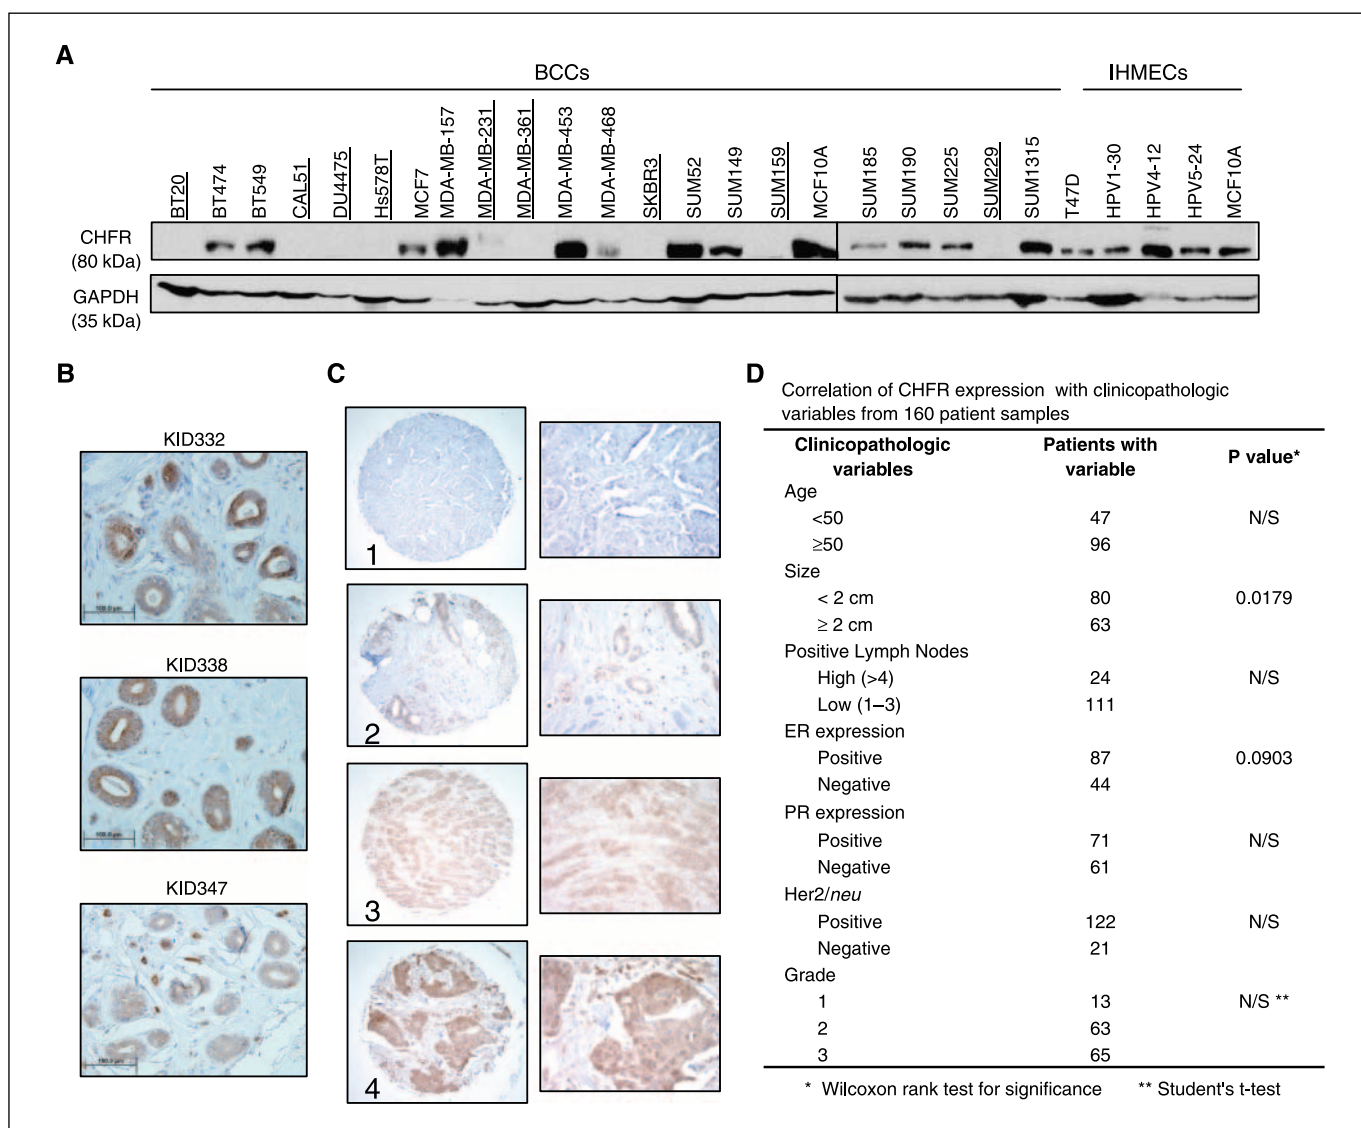 A
BCCs
IHMECs
BT20
BT474
BT549
CAL51
DU4475
Hs578T
MCF7
MDA-MB-157
MDA-MB-231
MDA-MB-361
MDA-MB-453
MDA-MB-468
SKBR3
SUM52
SUM149
SUM159
MCF10A
SUM185
SUM190
SUM225
SUM229
SUM1315
T47D
HPV1-30
HPV4-12
HPV5-24
MCF10A
CHFR
(80 kDa)
GAPDH
(35 kDa)
B
KID332
KID338
KID347
C
1
2
3
4
D
Correlation of CHFR expression with clinicopathologic
variables from 160 patient samples
Clinicopathologic variables Patients with variable P value*
Age
<50 47 N/S
≥50 96
Size
< 2 cm 80 0.0179
≥ 2 cm 63
Positive Lymph Nodes
High (>4) 24 N/S
Low (1–3) 111
ER expression
Positive 87 0.0903
Negative 44
PR expression
Positive 71 N/S
Negative 61
Her2/neu
Positive 122 N/S
Negative 21
Grade
1 13 N/S **
2 63
3 65
* Wilcoxon rank test for significance ** Student's t-test